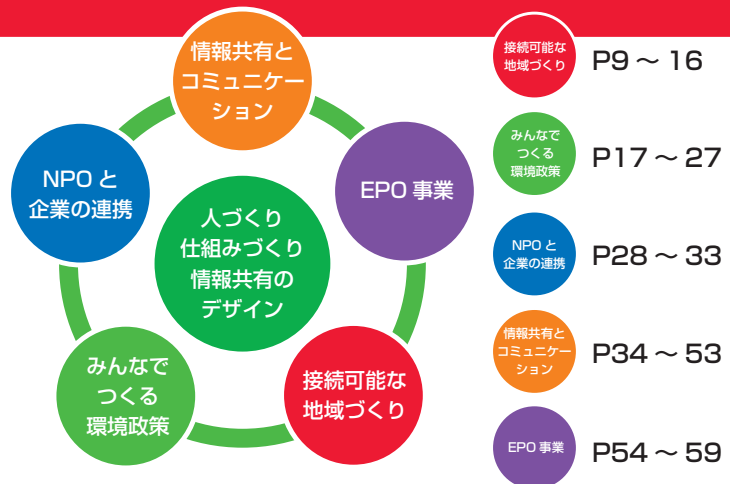 情報共有と
コミュニケー
ション
NPO と
企業の連携
EPO 事業
人づくり
仕組みづくり
情報共有の
デザイン
みんなで
つくる
環境政策
接続可能な
地域づくり
接続可能な
地域づくり
P9 ～ 16
みんなで
つくる
環境政策
P17 ～ 27
NPO と
企業の連携
P28 ～ 33
情報共有と
コミュニケー
ション
P34 ～ 53
EPO 事業
P54 ～ 59